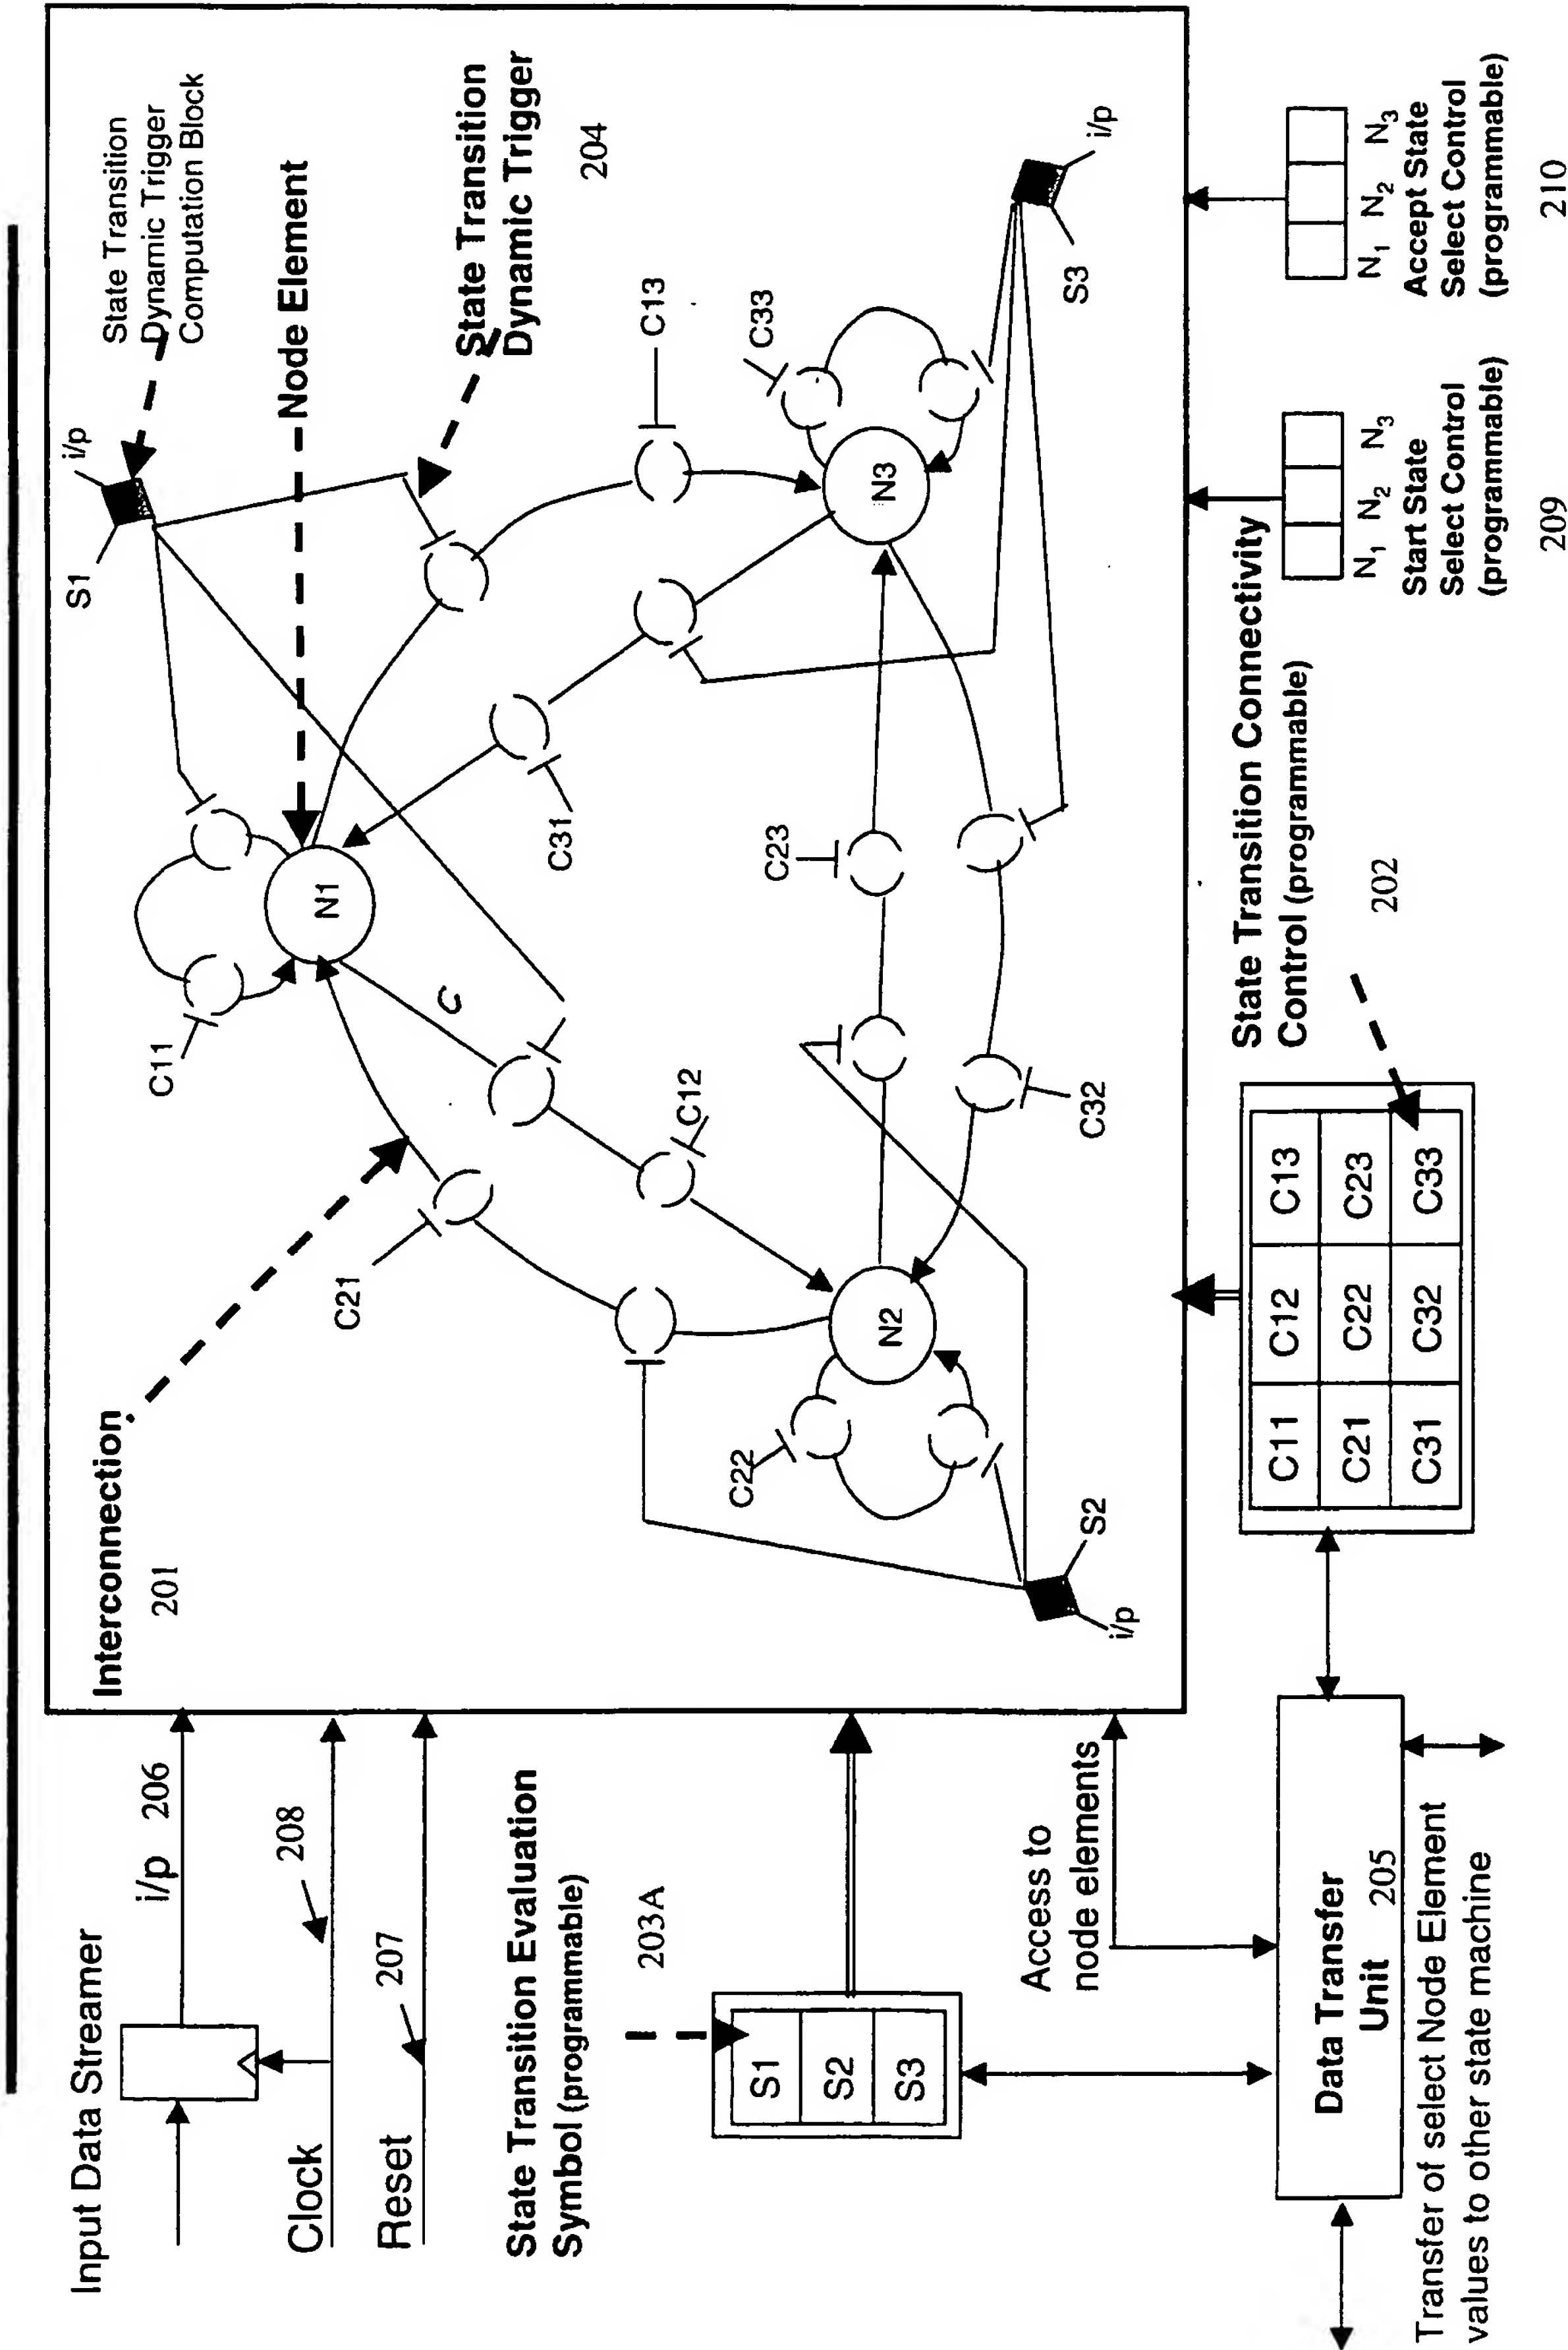 Input Data Streamer
i/p 206
Clock
208
Reset
207
State Transition Evaluation
Symbol (programmable)
203A
S1
S2
S3
Access to
node elements
Data Transfer
Unit 205
Transfer of select Node Element
values to other state machine
Interconnection
201
S1
i/p
State Transition
Dynamic Trigger
Computation Block
Node Element
State Transition
Dynamic Trigger
204
C11
N1
C
C21
C12
C31
C13
C33
N3
C23
C22
N2
C32
S2
i/p
S3
i/p
C11 C12 C13
C21 C22 C23
C31 C32 C33
State Transition Connectivity
Control (programmable)
202
N1 N2 N3
Start State
Select Control
(programmable)
209
N1 N2 N3
Accept State
Select Control
(programmable)
210